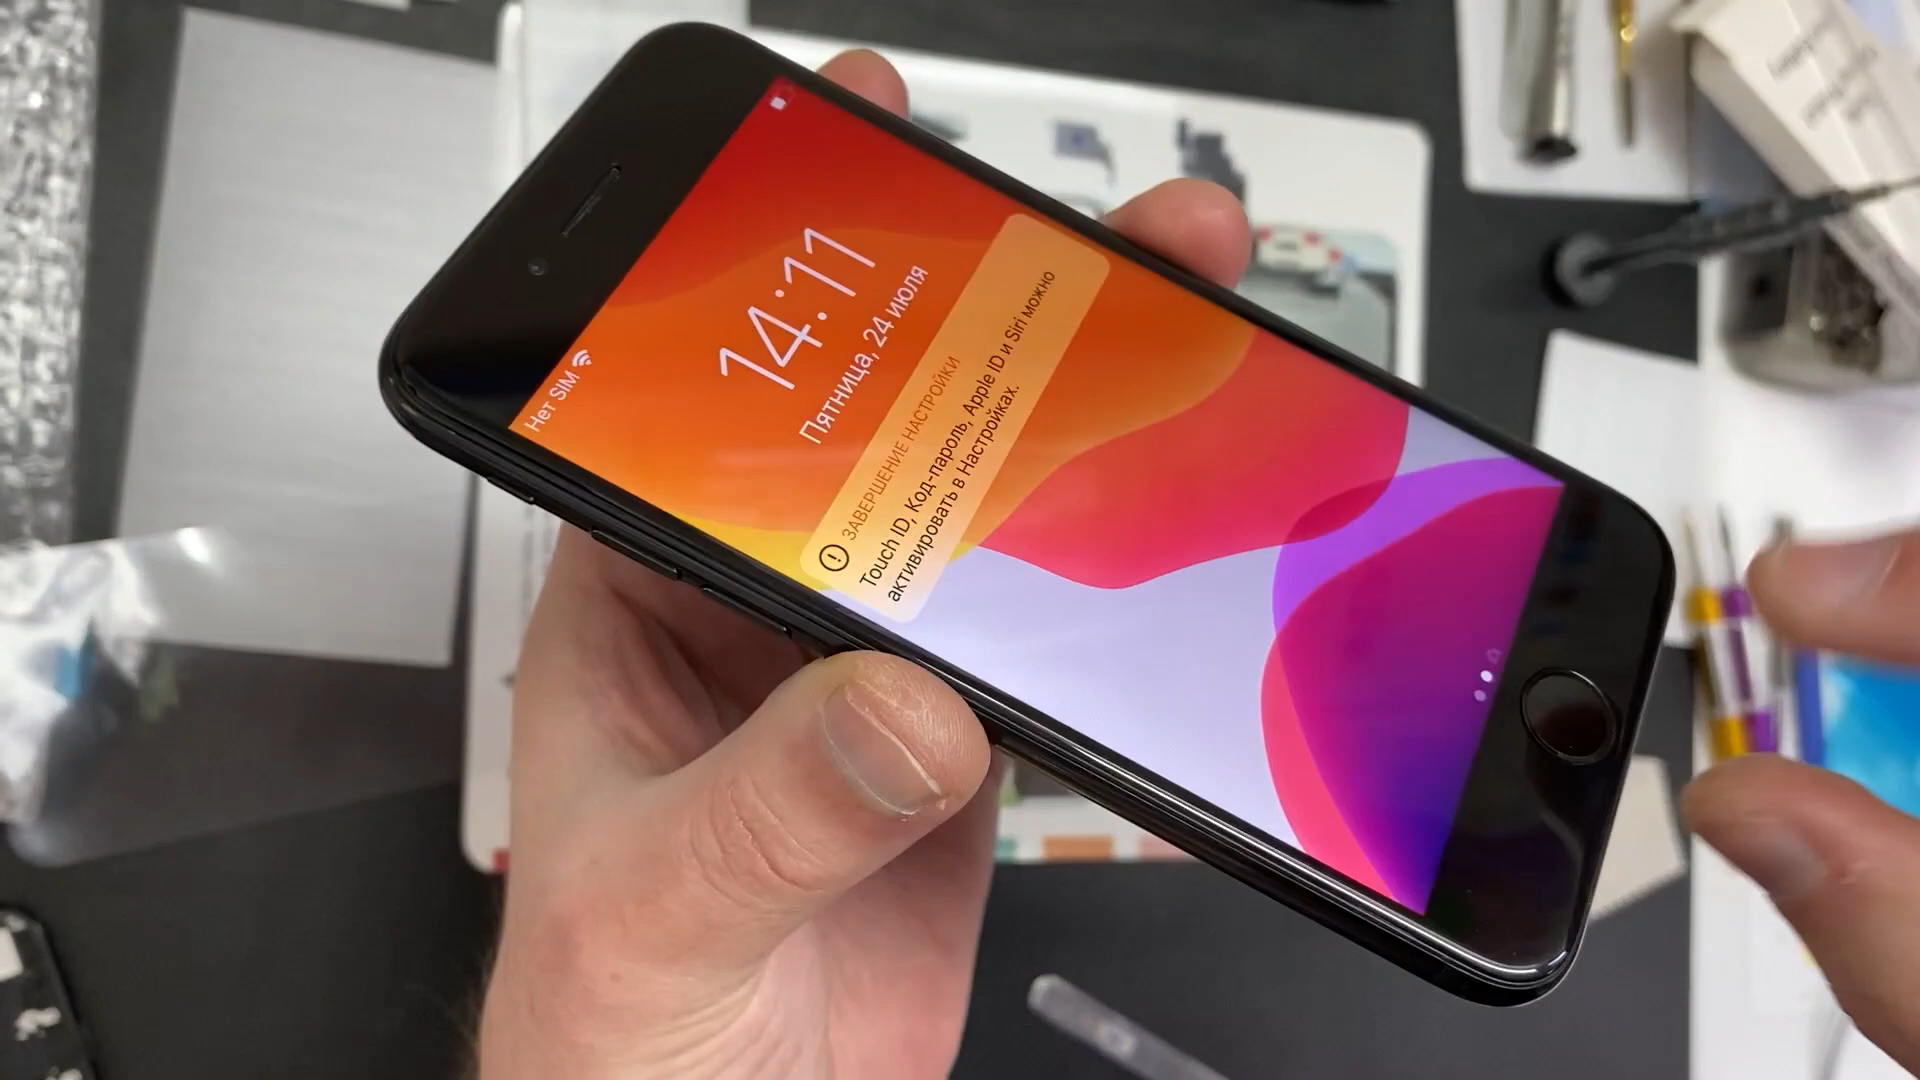 Нет SIM
14:11
Пятница, 24 июля
ЗАВЕРШЕНИЕ НАСТРОЙКИ
Touch ID, Код-пароль, Apple ID и Siri можно
активировать в Настройках.